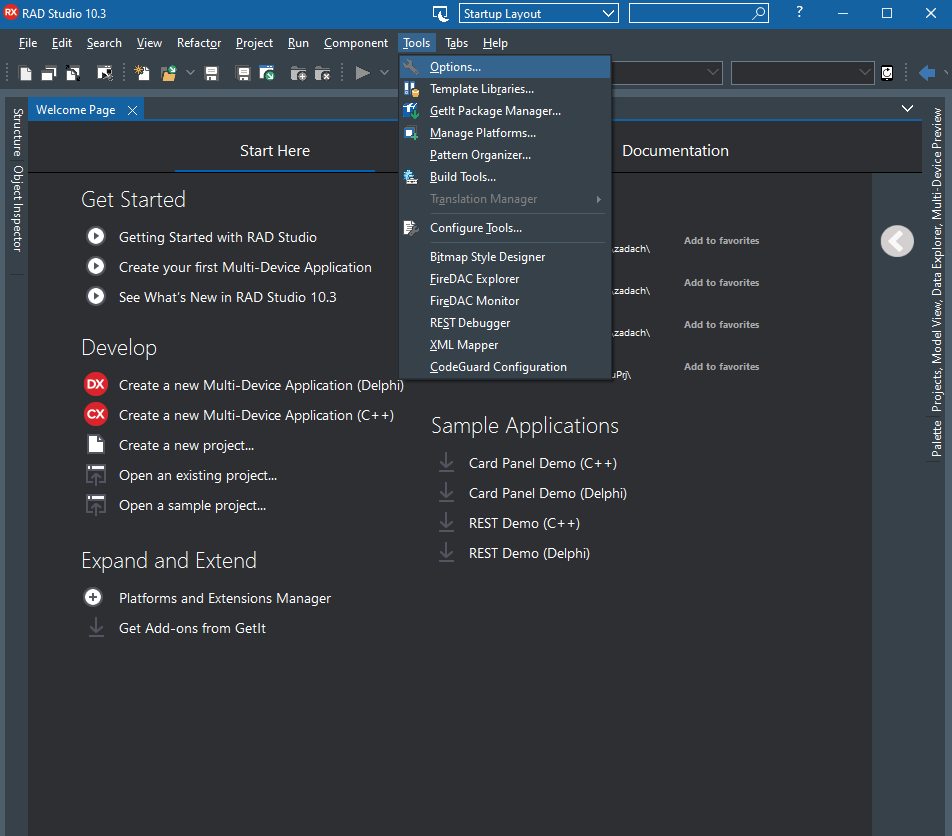 RX RAD Studio 10.3
Startup Layout
?
File Edit Search View Refactor Project Run Component Tools Tabs Help
Options...
Template Libraries...
GetIt Package Manager...
Manage Platforms...
Pattern Organizer...
Build Tools...
Translation Manager
Configure Tools...
Bitmap Style Designer
FireDAC Explorer
FireDAC Monitor
REST Debugger
XML Mapper
CodeGuard Configuration
Structure
Object Inspector
Welcome Page
Start Here
Documentation
Get Started
Getting Started with RAD Studio
Create your first Multi-Device Application
See What's New in RAD Studio 10.3
Develop
DX Create a new Multi-Device Application (Delphi)
CX Create a new Multi-Device Application (C++)
Create a new project...
Open an existing project...
Open a sample project...
Expand and Extend
Platforms and Extensions Manager
Get Add-ons from GetIt
\zadach\ Add to favorites
\zadach\ Add to favorites
\zadach\ Add to favorites
uPrj\ Add to favorites
Sample Applications
Card Panel Demo (C++)
Card Panel Demo (Delphi)
REST Demo (C++)
REST Demo (Delphi)
Projects, Model View, Data Explorer, Multi-Device Preview
Palette